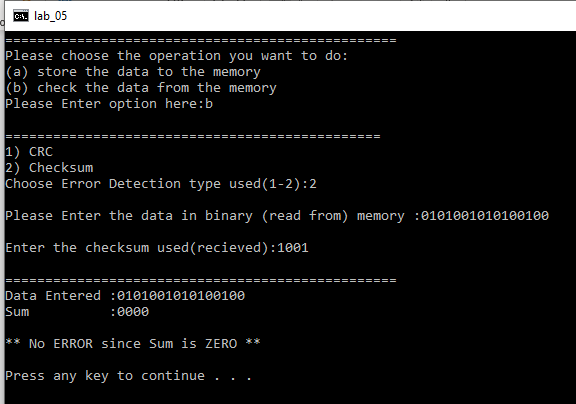 lab_05
=================================================
Please choose the operation you want to do:
(a) store the data to the memory
(b) check the data from the memory
Please Enter option here:b
===============================================
1) CRC
2) Checksum
Choose Error Detection type used(1-2):2
Please Enter the data in binary (read from) memory :0101001010100100
Enter the checksum used(recieved):1001
=================================================
Data Entered :0101001010100100
Sum          :0000
** No ERROR since Sum is ZERO **
Press any key to continue . . .